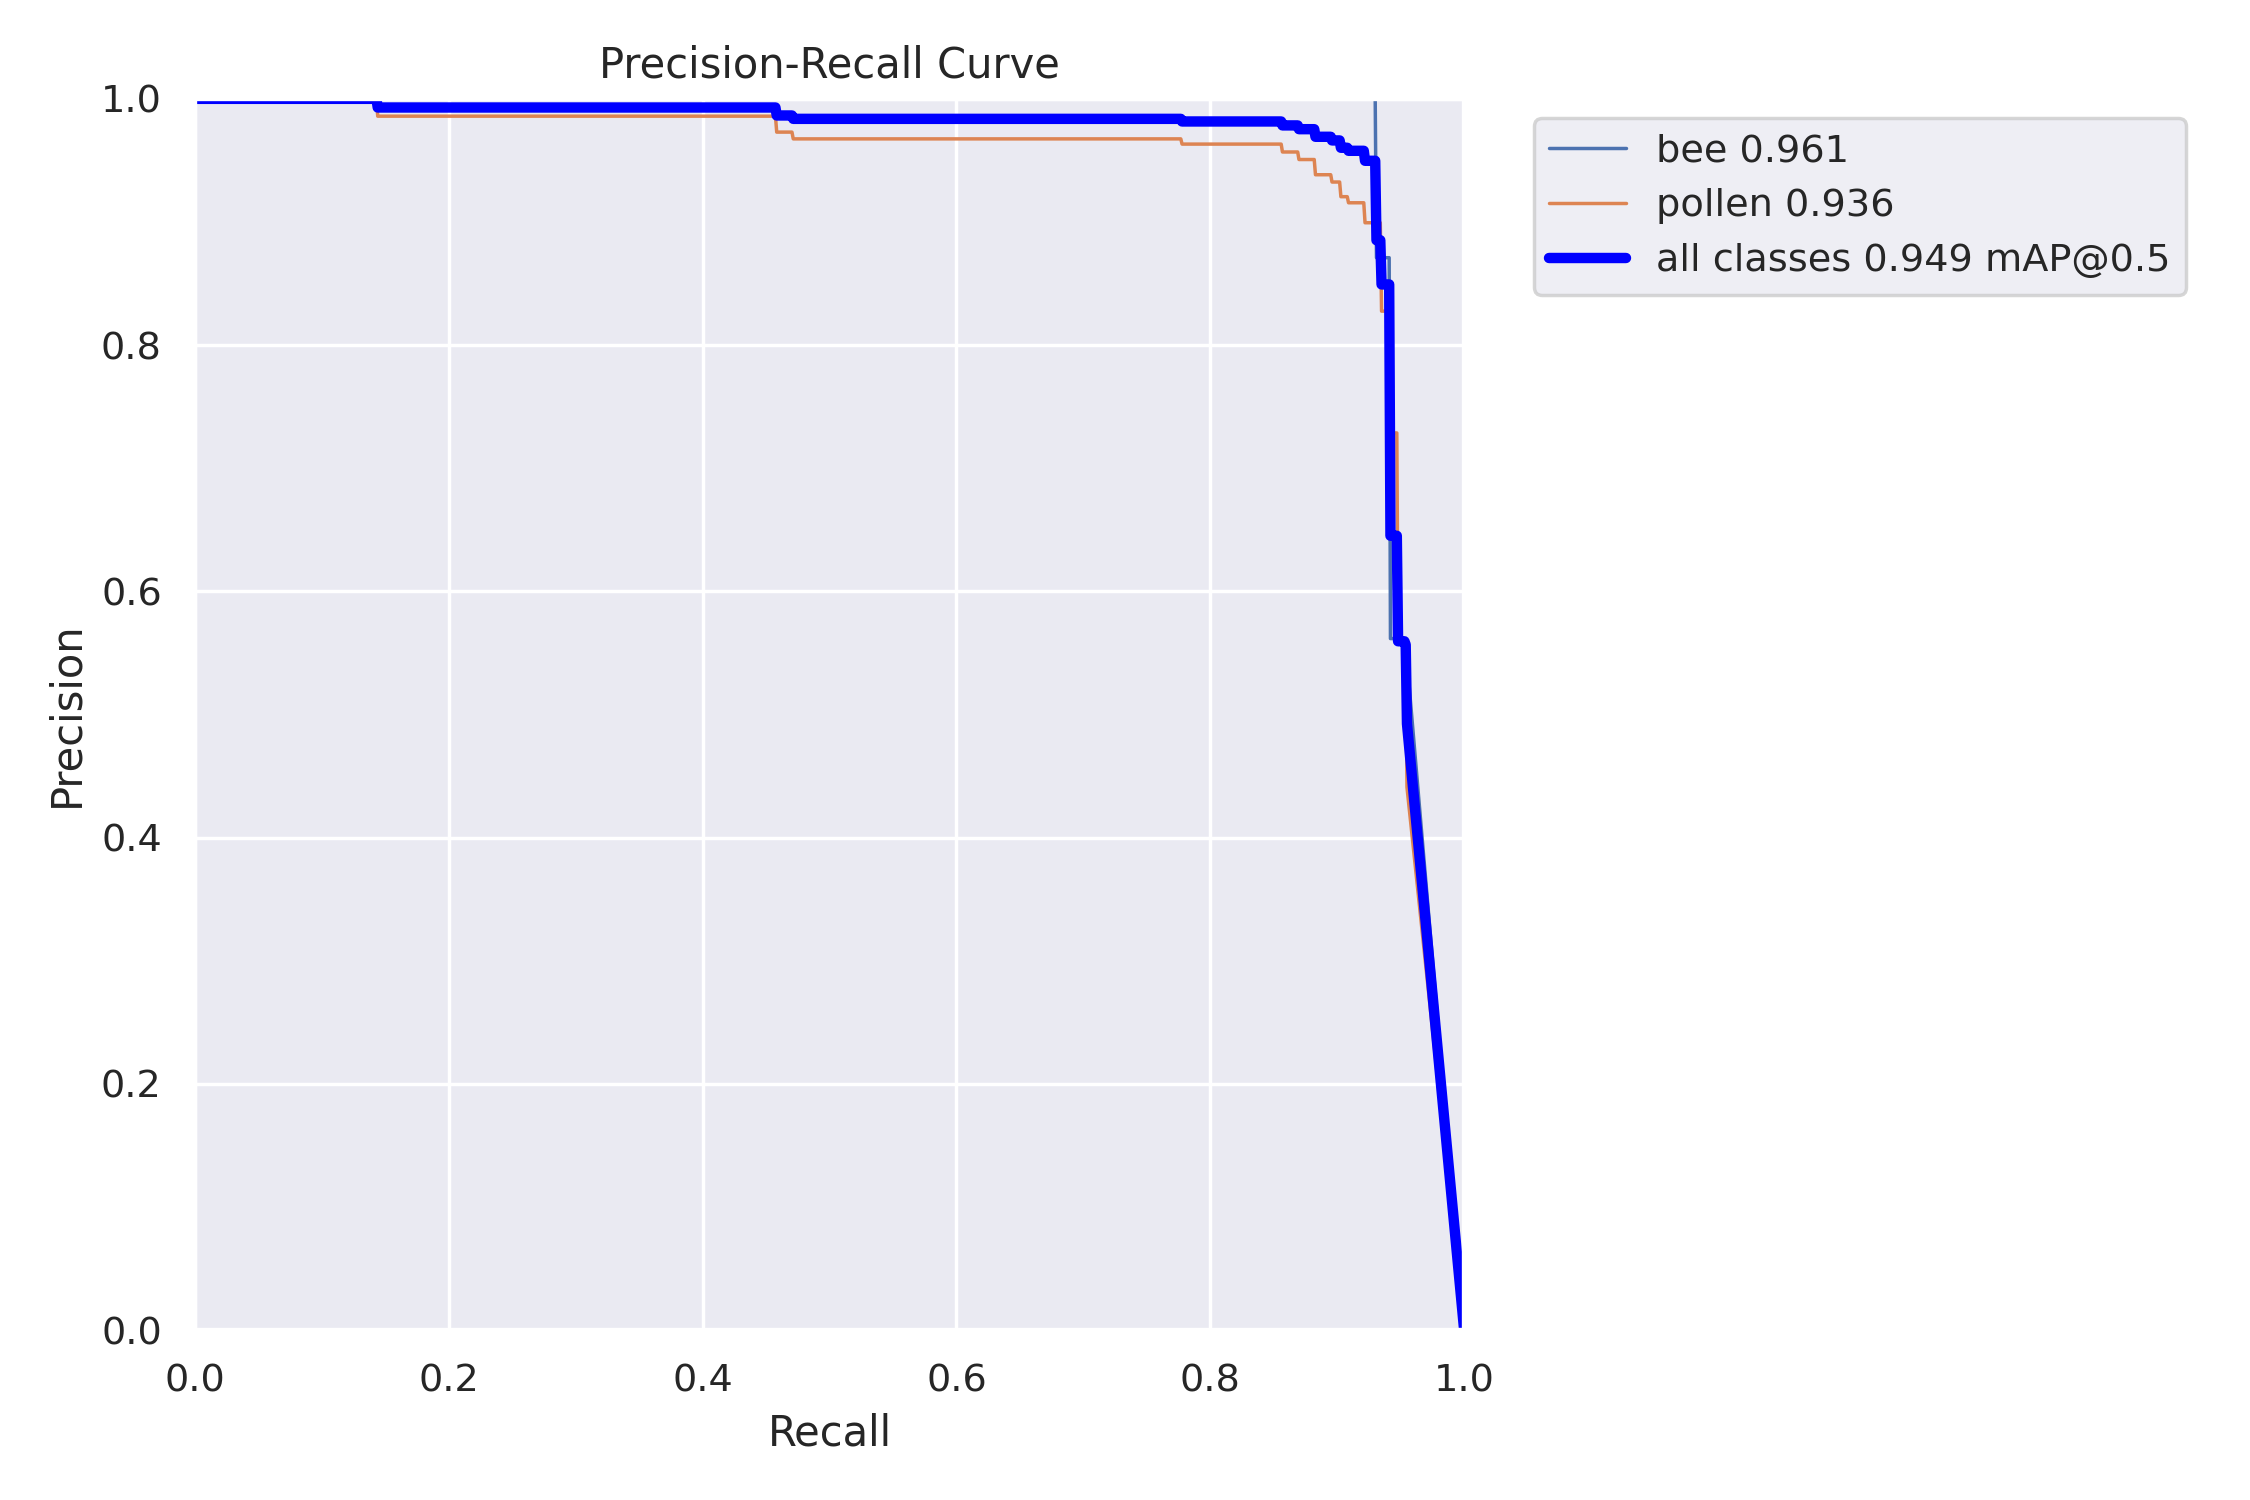 Precision-Recall Curve
1.0
0.8
0.6
0.4
0.2
0.0
Precision
0.0 0.2 0.4 0.6 0.8 1.0
Recall
bee 0.961
pollen 0.936
all classes 0.949 mAP@0.5